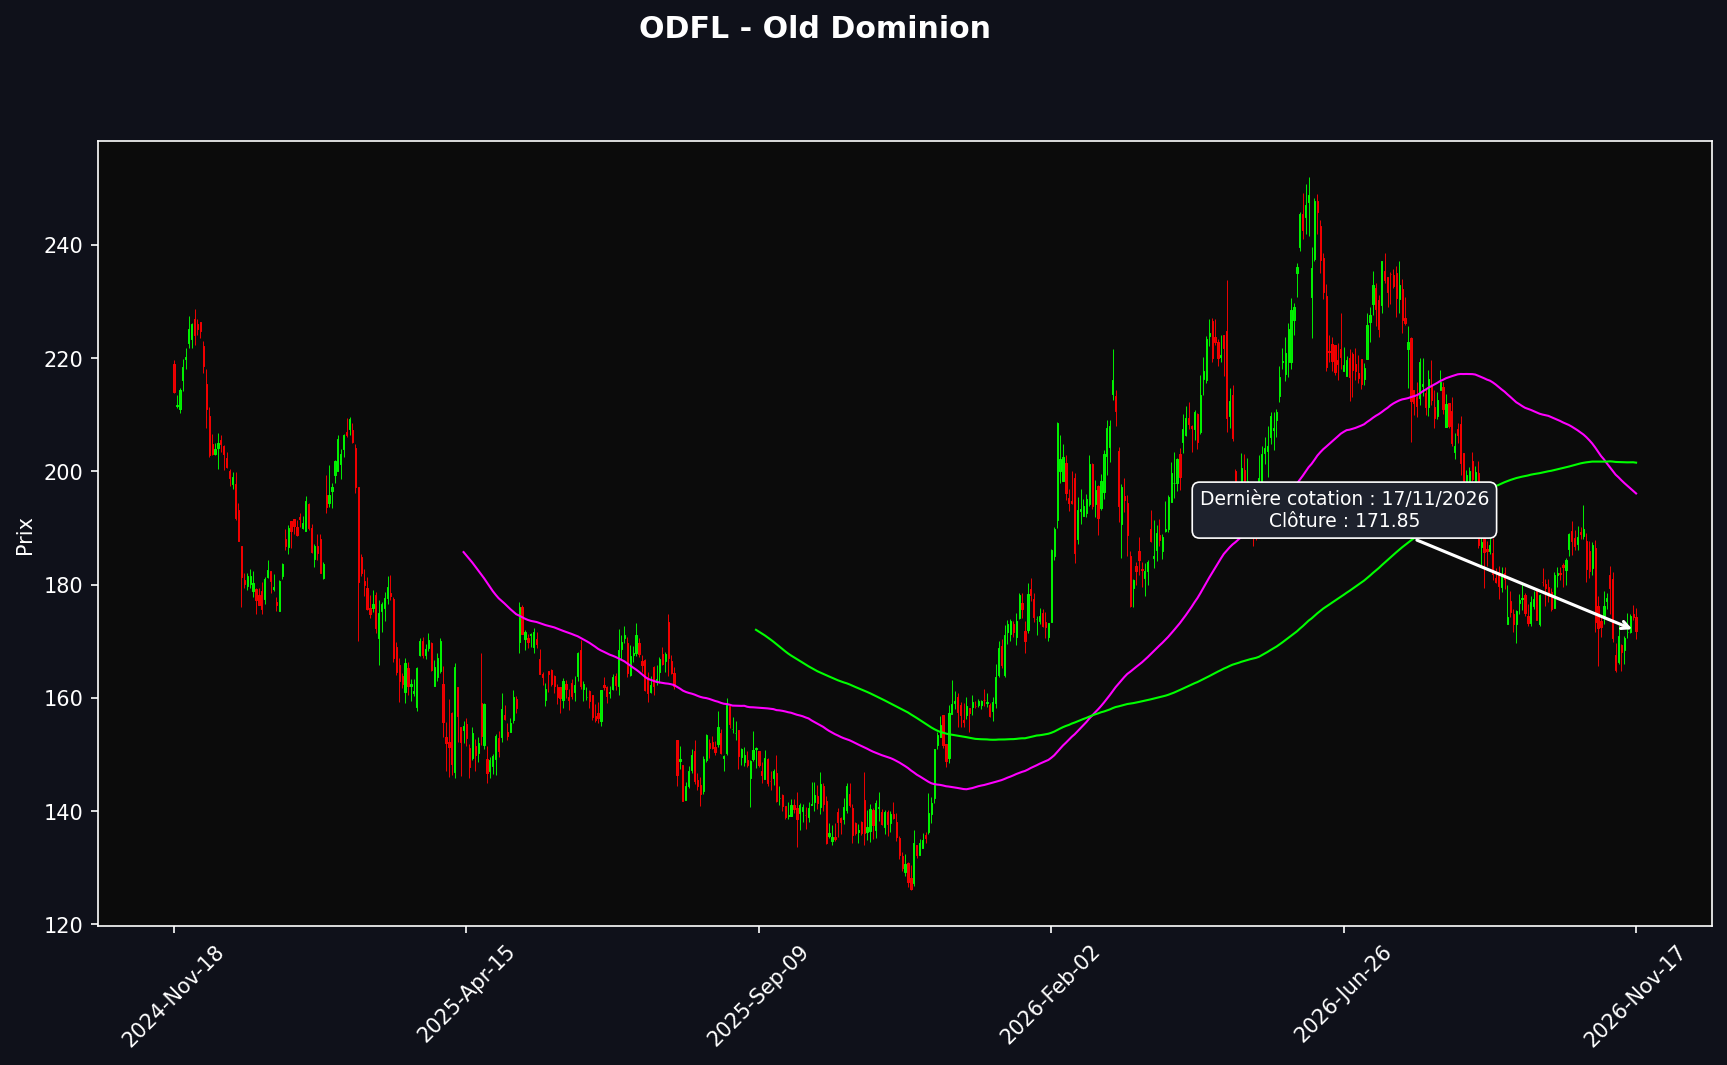 ODFL - Old Dominion
Prix
240
220
200
180
160
140
120
Dernière cotation : 17/11/2026
Clôture : 171.85
2024-Nov-18
2025-Apr-15
2025-Sep-09
2026-Feb-02
2026-Jun-26
2026-Nov-17